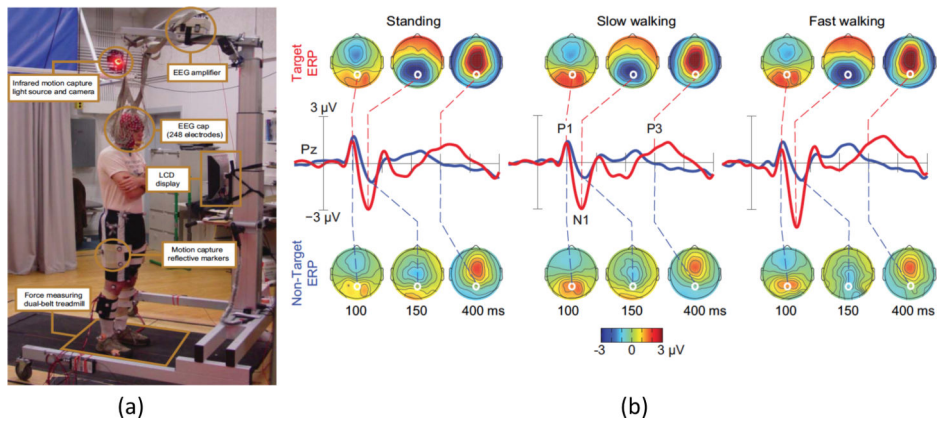 Infrared motion capture
light source and camera
EEG amplifier
EEG cap
(248 electrodes)
LCD
display
Motion capture
reflective markers
Force measuring
dual-belt treadmill
(a)
Standing
Slow walking
Fast walking
Target
ERP
3 µV
Pz
−3 µV
P1
P3
N1
Non-Target
ERP
100
150
400 ms
100
150
400 ms
100
150
400 ms
-3
0
3 µV
(b)